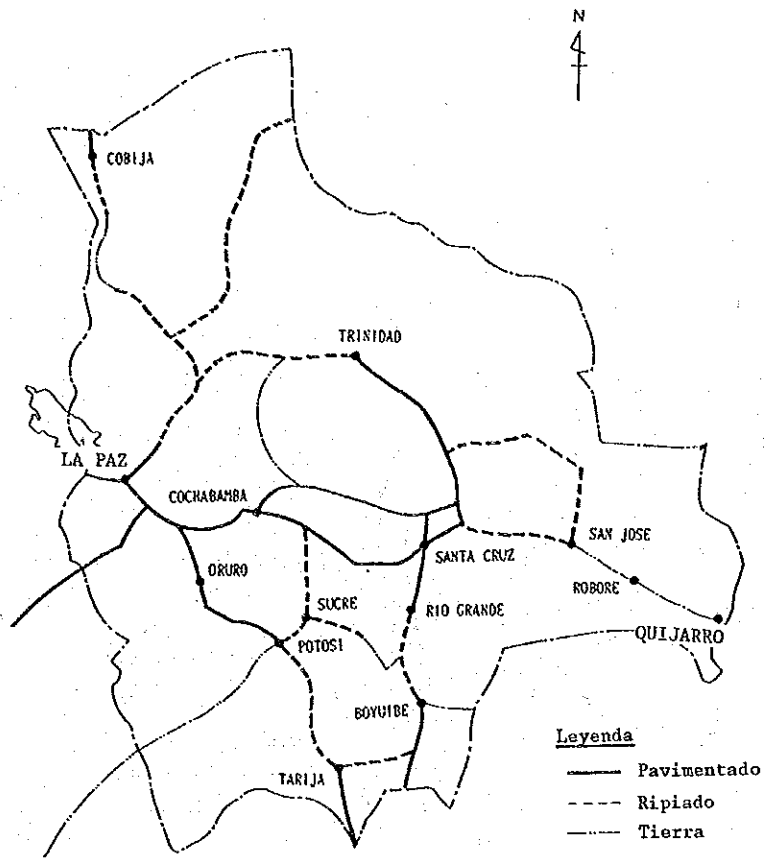 N
COBIJA
TRINIDAD
LA PAZ
COCHABAMBA
SANTA CRUZ
SAN JOSE
ORURO
ROBORE
SUCRE
RIO GRANDE
QUIJARRO
POTOSI
BOYUIBE
TARIJA
Leyenda
Pavimentado
Ripiado
Tierra